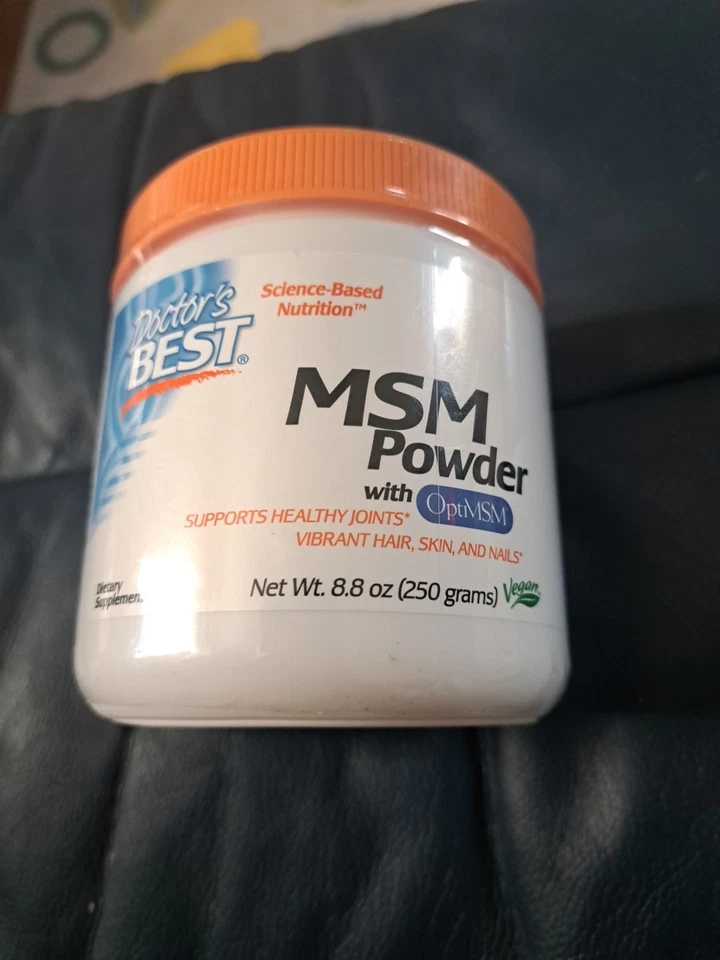 Doctor's
BEST®
Science-Based
Nutrition™
MSM
Powder
with OptiMSM
SUPPORTS HEALTHY JOINTS*
VIBRANT HAIR, SKIN, AND NAILS*
Dietary
Supplement
Net Wt. 8.8 oz (250 grams) Vegan